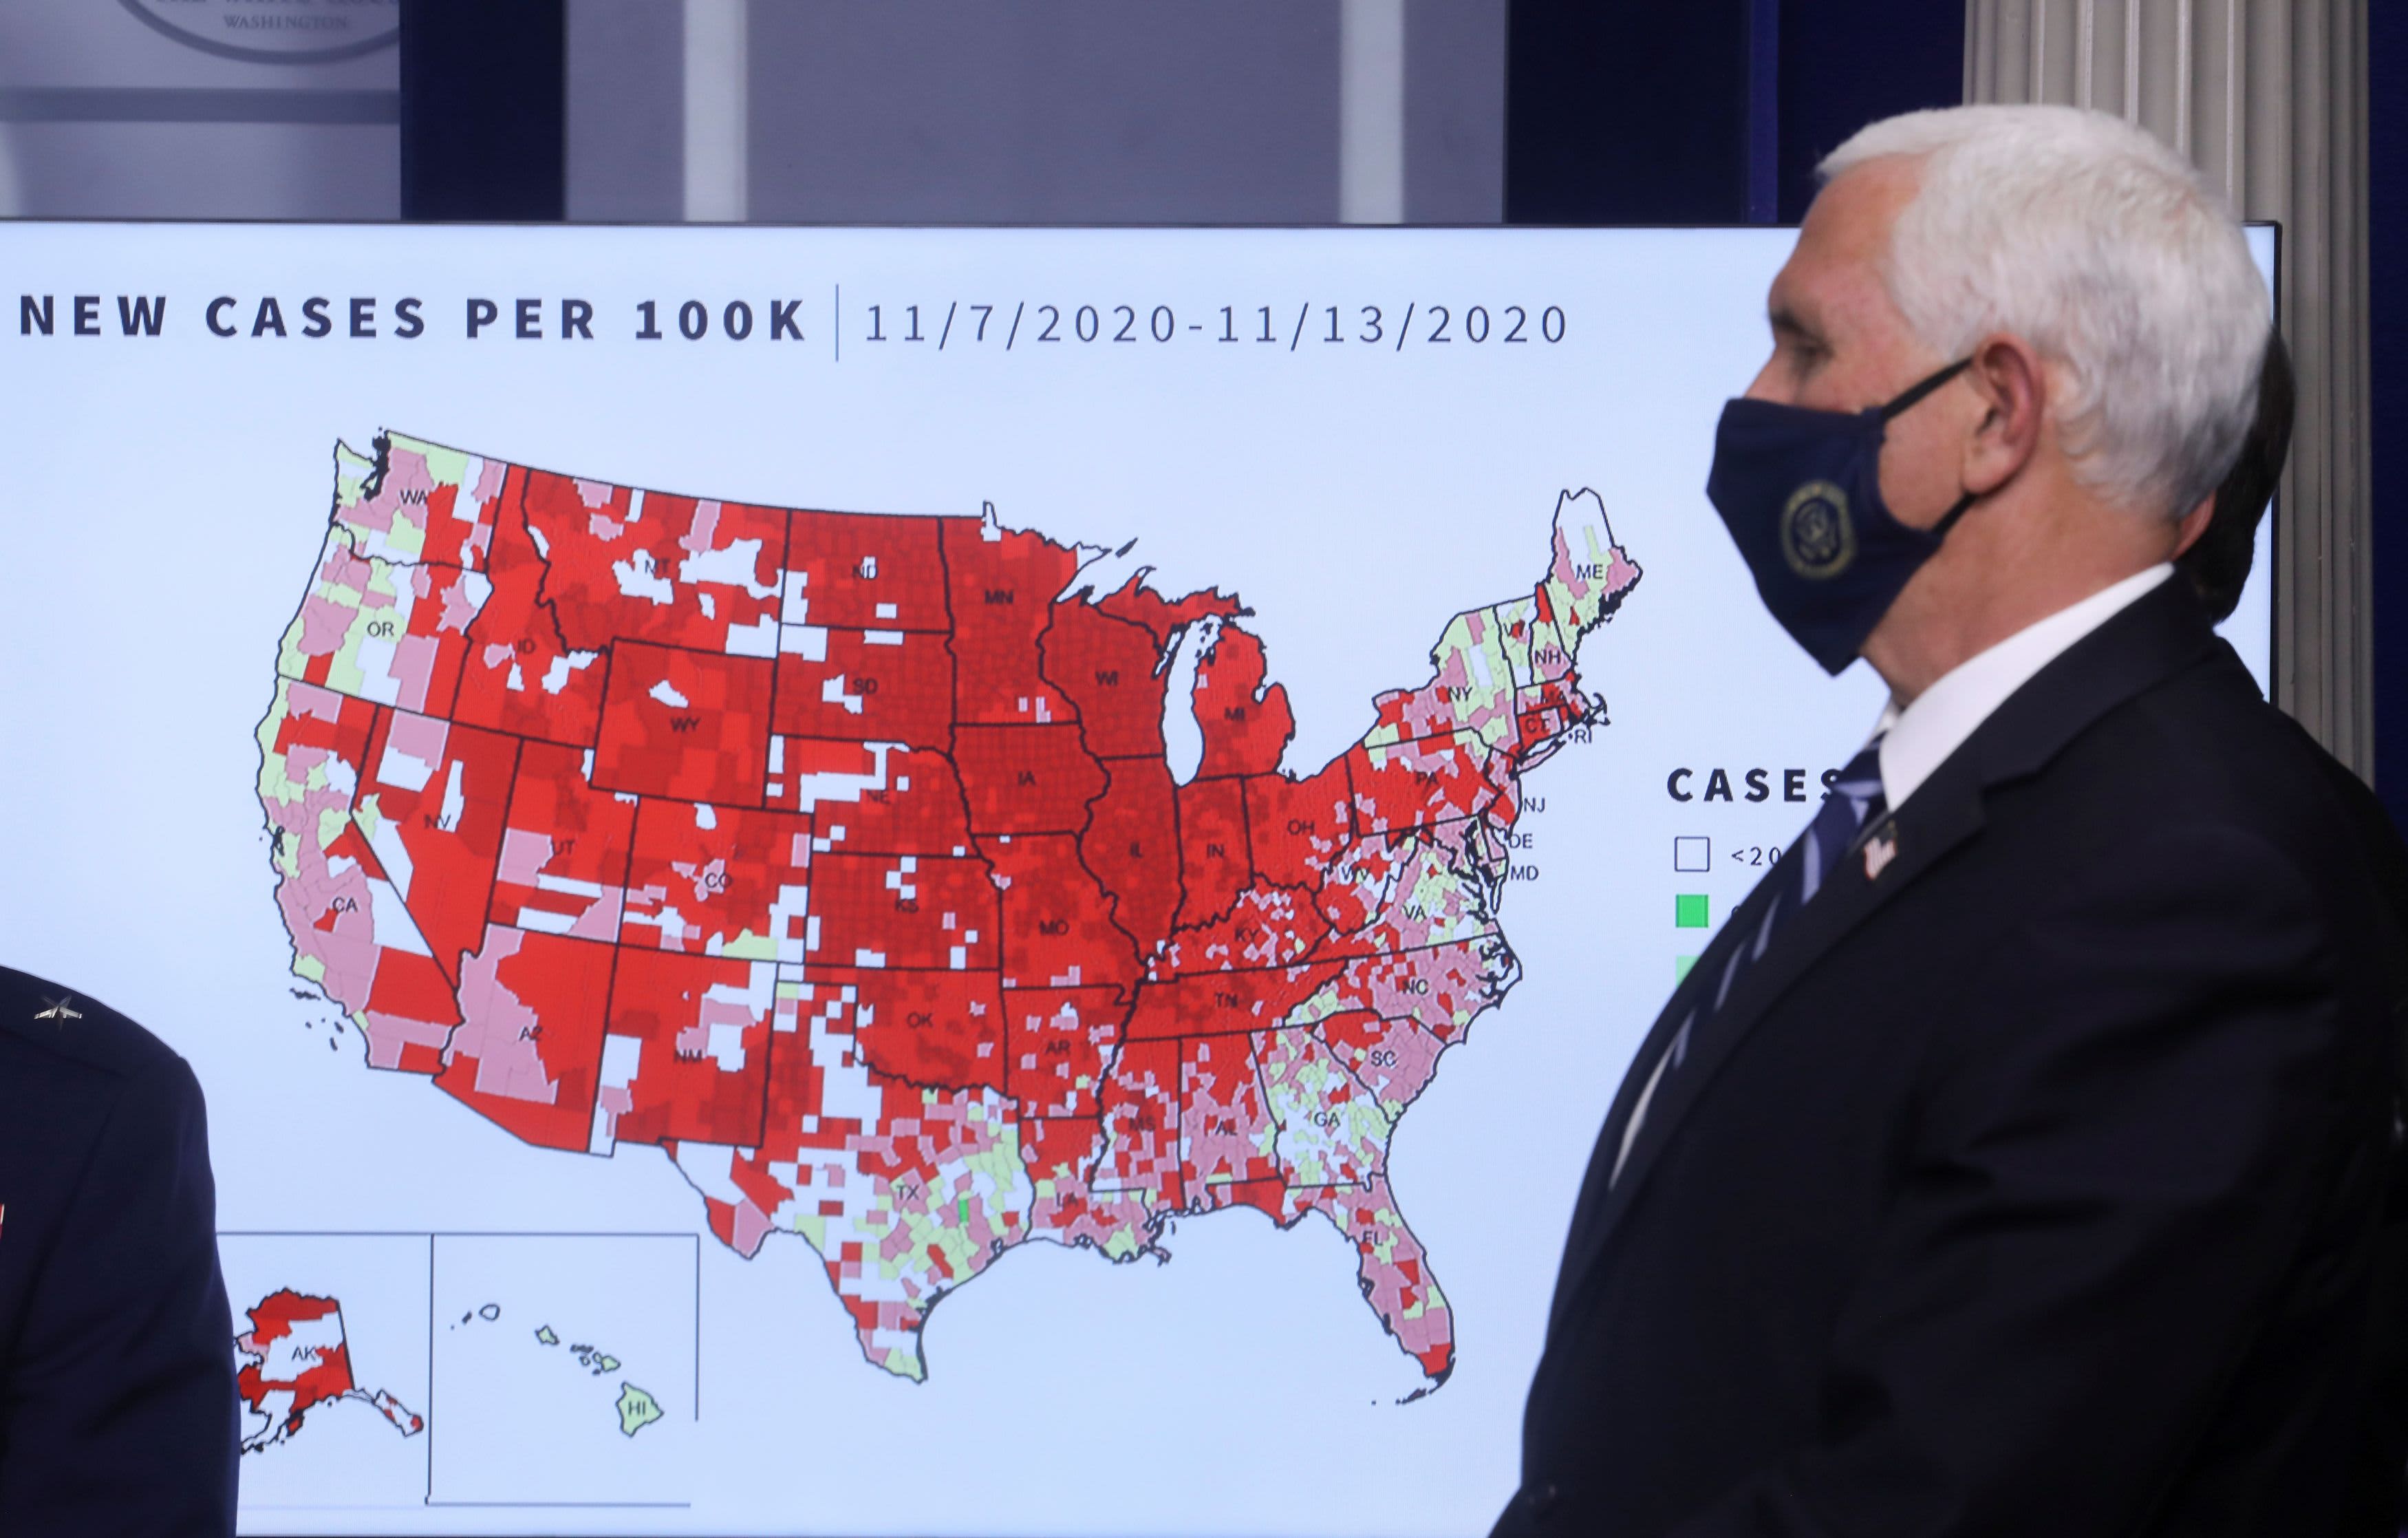 WASHINGTON
NEW CASES PER 100K 11/7/2020-11/13/2020
WA
MT
ND
MN
ME
OR
ID
SD
WI
MI
NY
NH
MA
CT
RI
WY
IA
NE
PA
NJ
NV
UT
CO
IL
IN
OH
DE
MD
WV
VA
CA
KS
MO
KY
NC
TN
AZ
NM
OK
AR
SC
MS
AL
GA
TX
LA
FL
AK
HI
CASES
<20